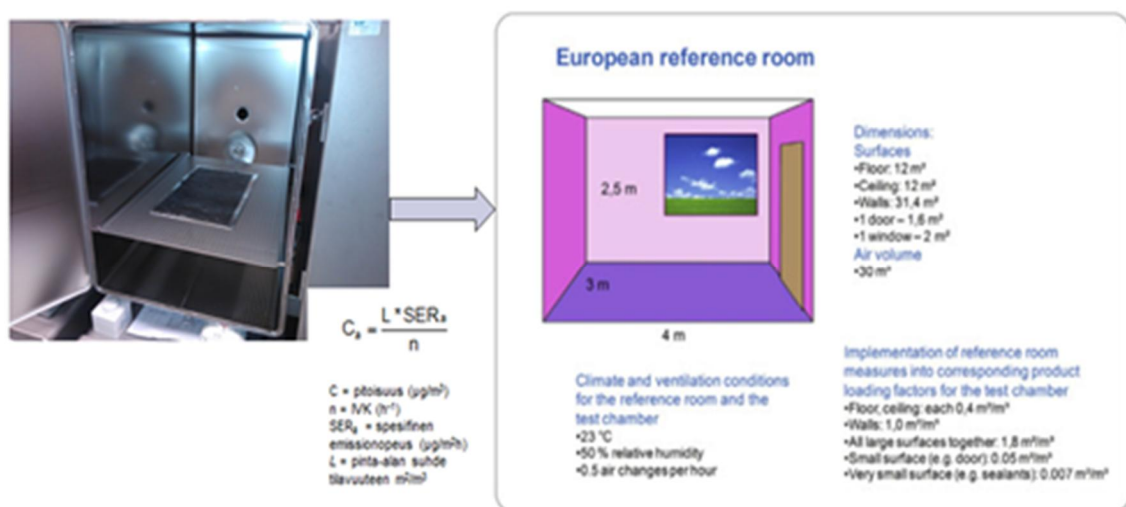 European reference room
2,5 m
3 m
4 m
Dimensions:
Surfaces
•Floor: 12 m²
•Ceiling: 12 m²
•Walls: 31,4 m²
•1 door – 1,6 m²
•1 window – 2 m²
Air volume
•30 m³
Cₐ = L * SERₐ
n
C = pitoisuus (µg/m³)
n = IVK (h⁻¹)
SERₐ = spesifinen
emissionopeus (µg/m²h)
L = pinta-alan suhde
tilavuuteen m²/m³
Climate and ventilation conditions
for the reference room and the
test chamber
•23 °C
•50 % relative humidity
•0.5 air changes per hour
Implementation of reference room
measures into corresponding product
loading factors for the test chamber
•Floor, ceiling: each 0,4 m²/m³
•Walls: 1,0 m²/m³
•All large surfaces together: 1,8 m²/m³
•Small surface (e.g. door): 0.05 m²/m³
•Very small surface (e.g. sealants): 0.007 m²/m³